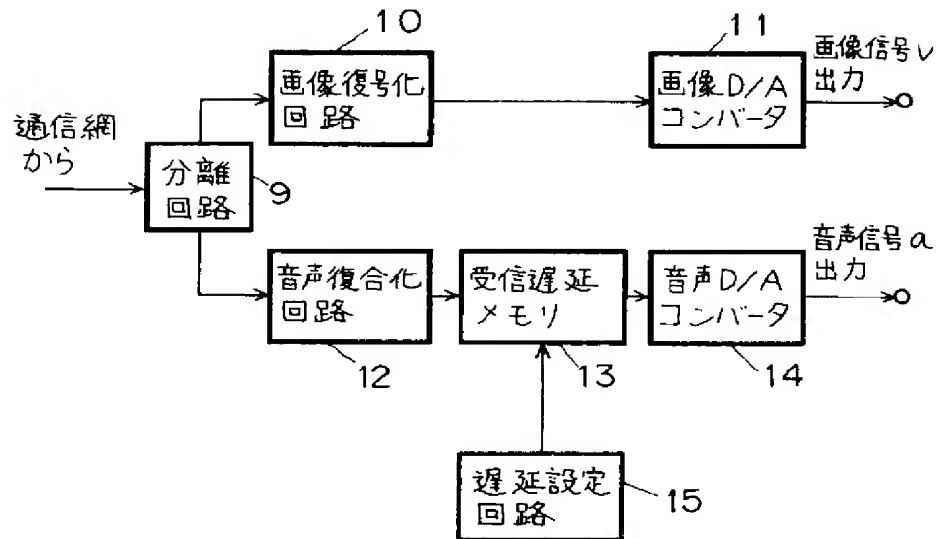 10
画像復号化
回路
11
画像D/A
コンバータ
画像信号v
出力
通信網
から
分離
回路
9
音声復合化
回路
12
受信遅延
メモリ
13
音声D/A
コンバータ
14
音声信号a
出力
遅延設定
回路
15